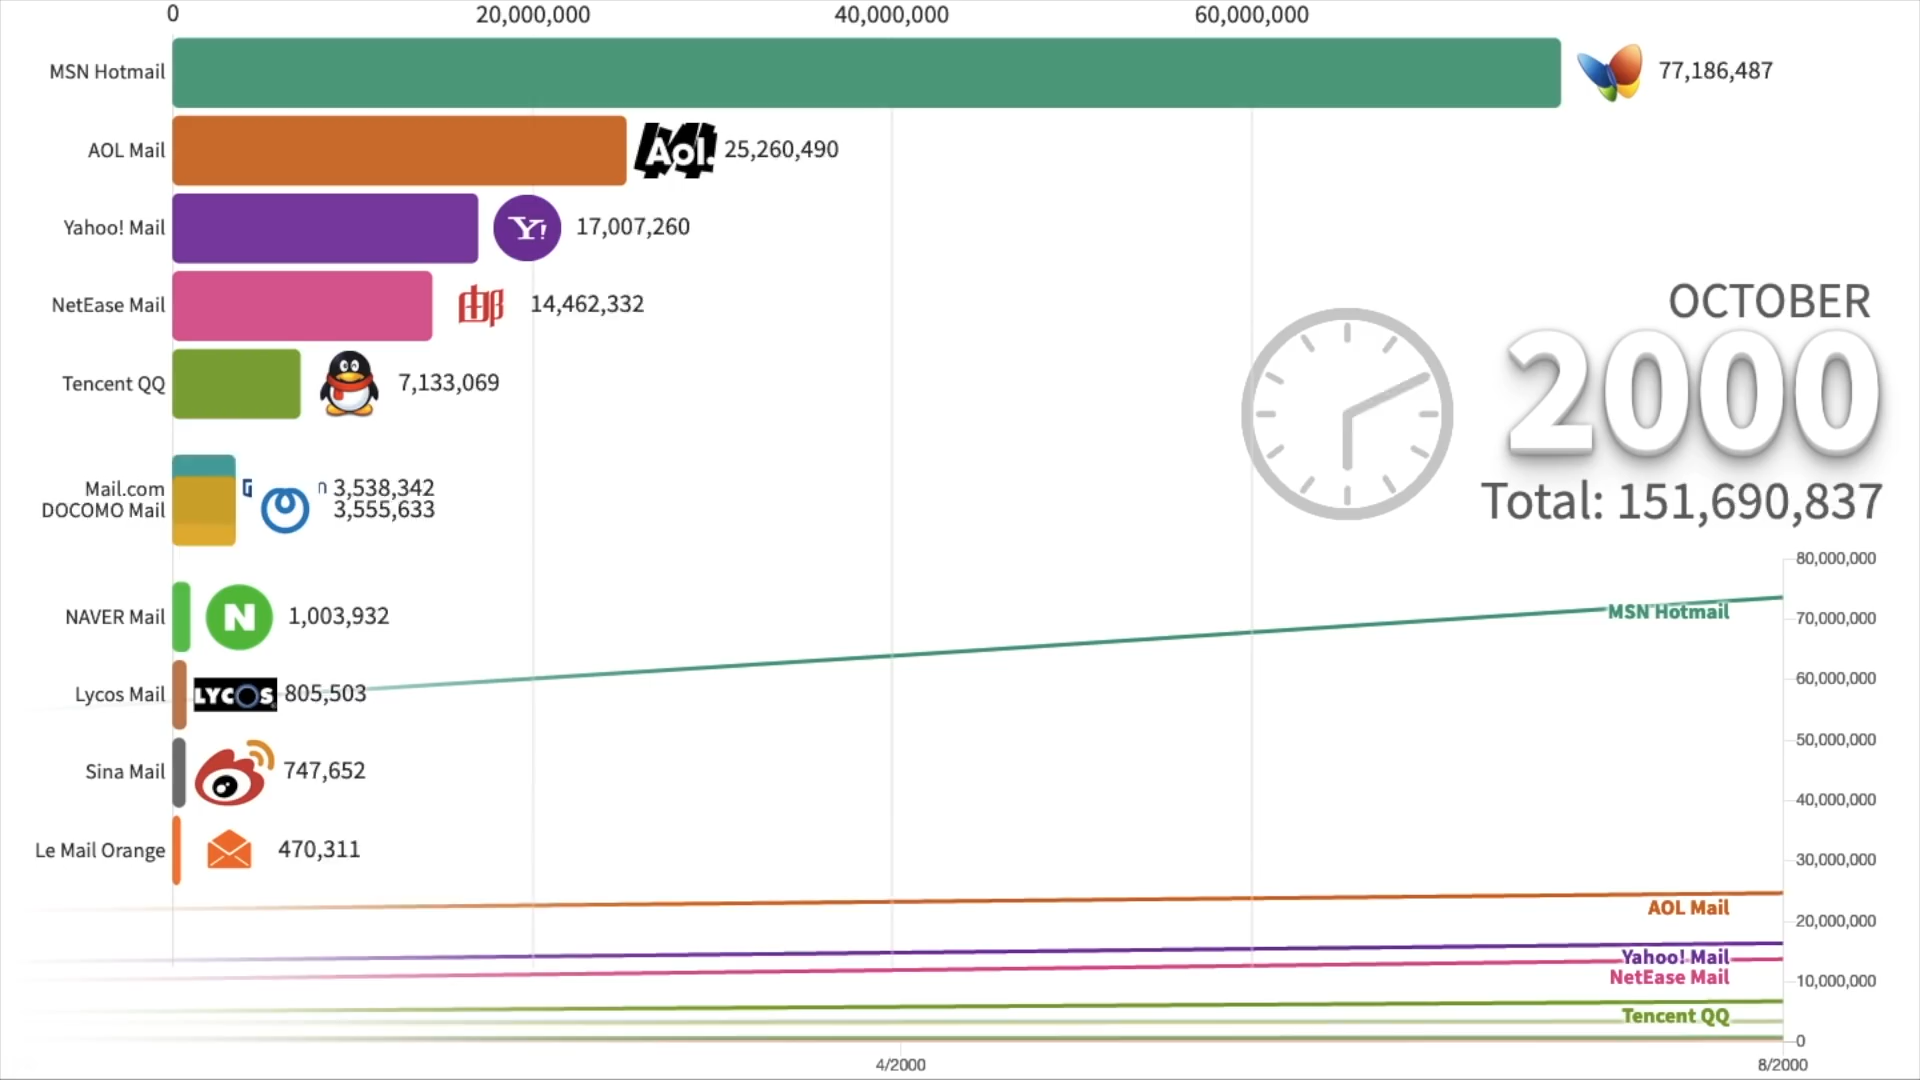 0 20,000,000 40,000,000 60,000,000
MSN Hotmail 77,186,487
AOL Mail Aol. 25,260,490
Yahoo! Mail Y! 17,007,260
NetEase Mail 14,462,332
Tencent QQ 7,133,069
OCTOBER
2000
Total: 151,690,837
Mail.com 3,538,342
DOCOMO Mail 3,555,633
NAVER Mail N 1,003,932
Lycos Mail LYCOS 805,503
Sina Mail 747,652
Le Mail Orange 470,311
80,000,000
MSN Hotmail
70,000,000
60,000,000
50,000,000
40,000,000
30,000,000
AOL Mail
20,000,000
Yahoo! Mail
NetEase Mail
10,000,000
Tencent QQ
0
4/2000 8/2000